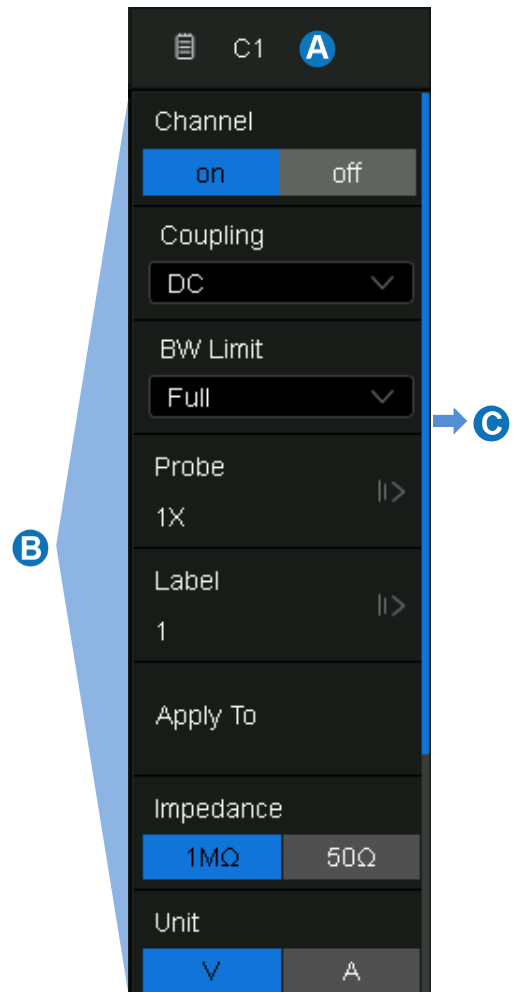 C1 A
Channel
on off
Coupling
DC
BW Limit
Full
C
Probe
1X
B
Label
1
Apply To
Impedance
1MΩ 50Ω
Unit
V A